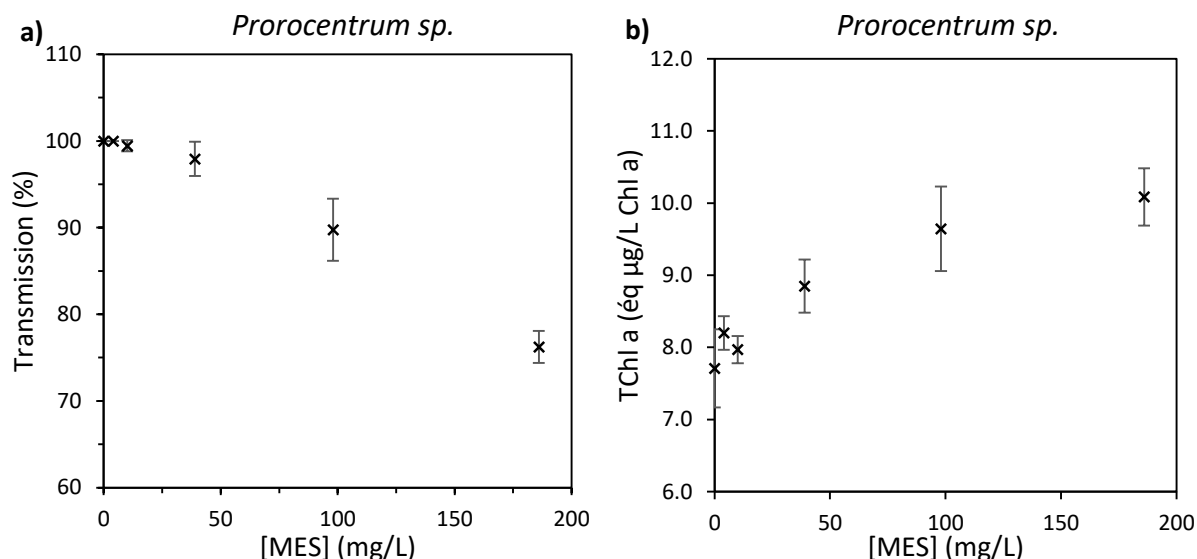 a)
Prorocentrum sp.
110
100
90
80
70
60
Transmission (%)
0
50
100
150
200
[MES] (mg/L)
b)
Prorocentrum sp.
12.0
11.0
10.0
9.0
8.0
7.0
6.0
TChl a (éq µg/L Chl a)
0
50
100
150
200
[MES] (mg/L)